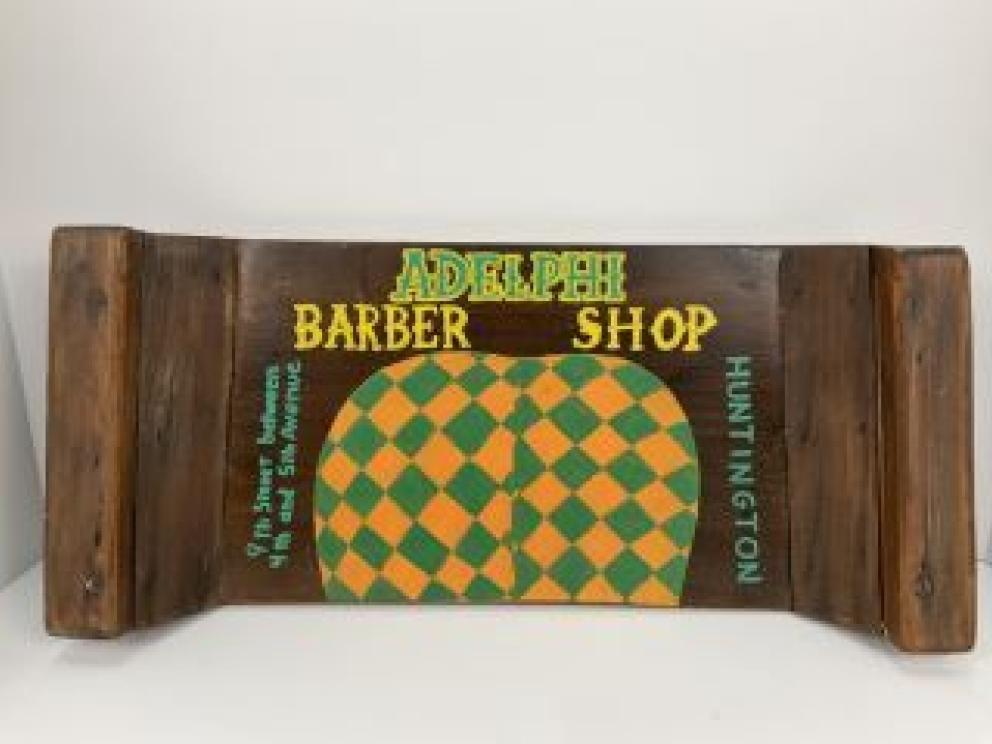 ADELPHI
BARBER SHOP
9th Street between
4th and 5th Avenue
HUNTINGTON